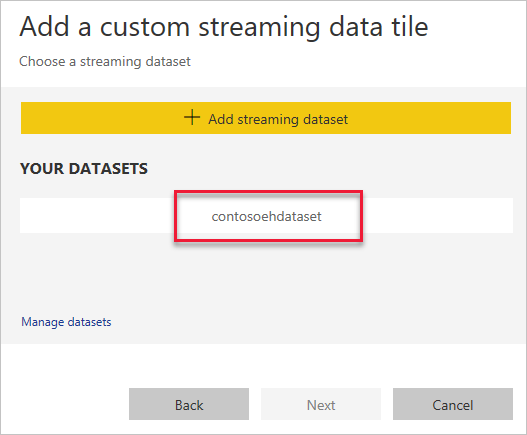 Add a custom streaming data tile
Choose a streaming dataset
Add streaming dataset
YOUR DATASETS
contosoehdataset
Manage datasets
Back Next Cancel